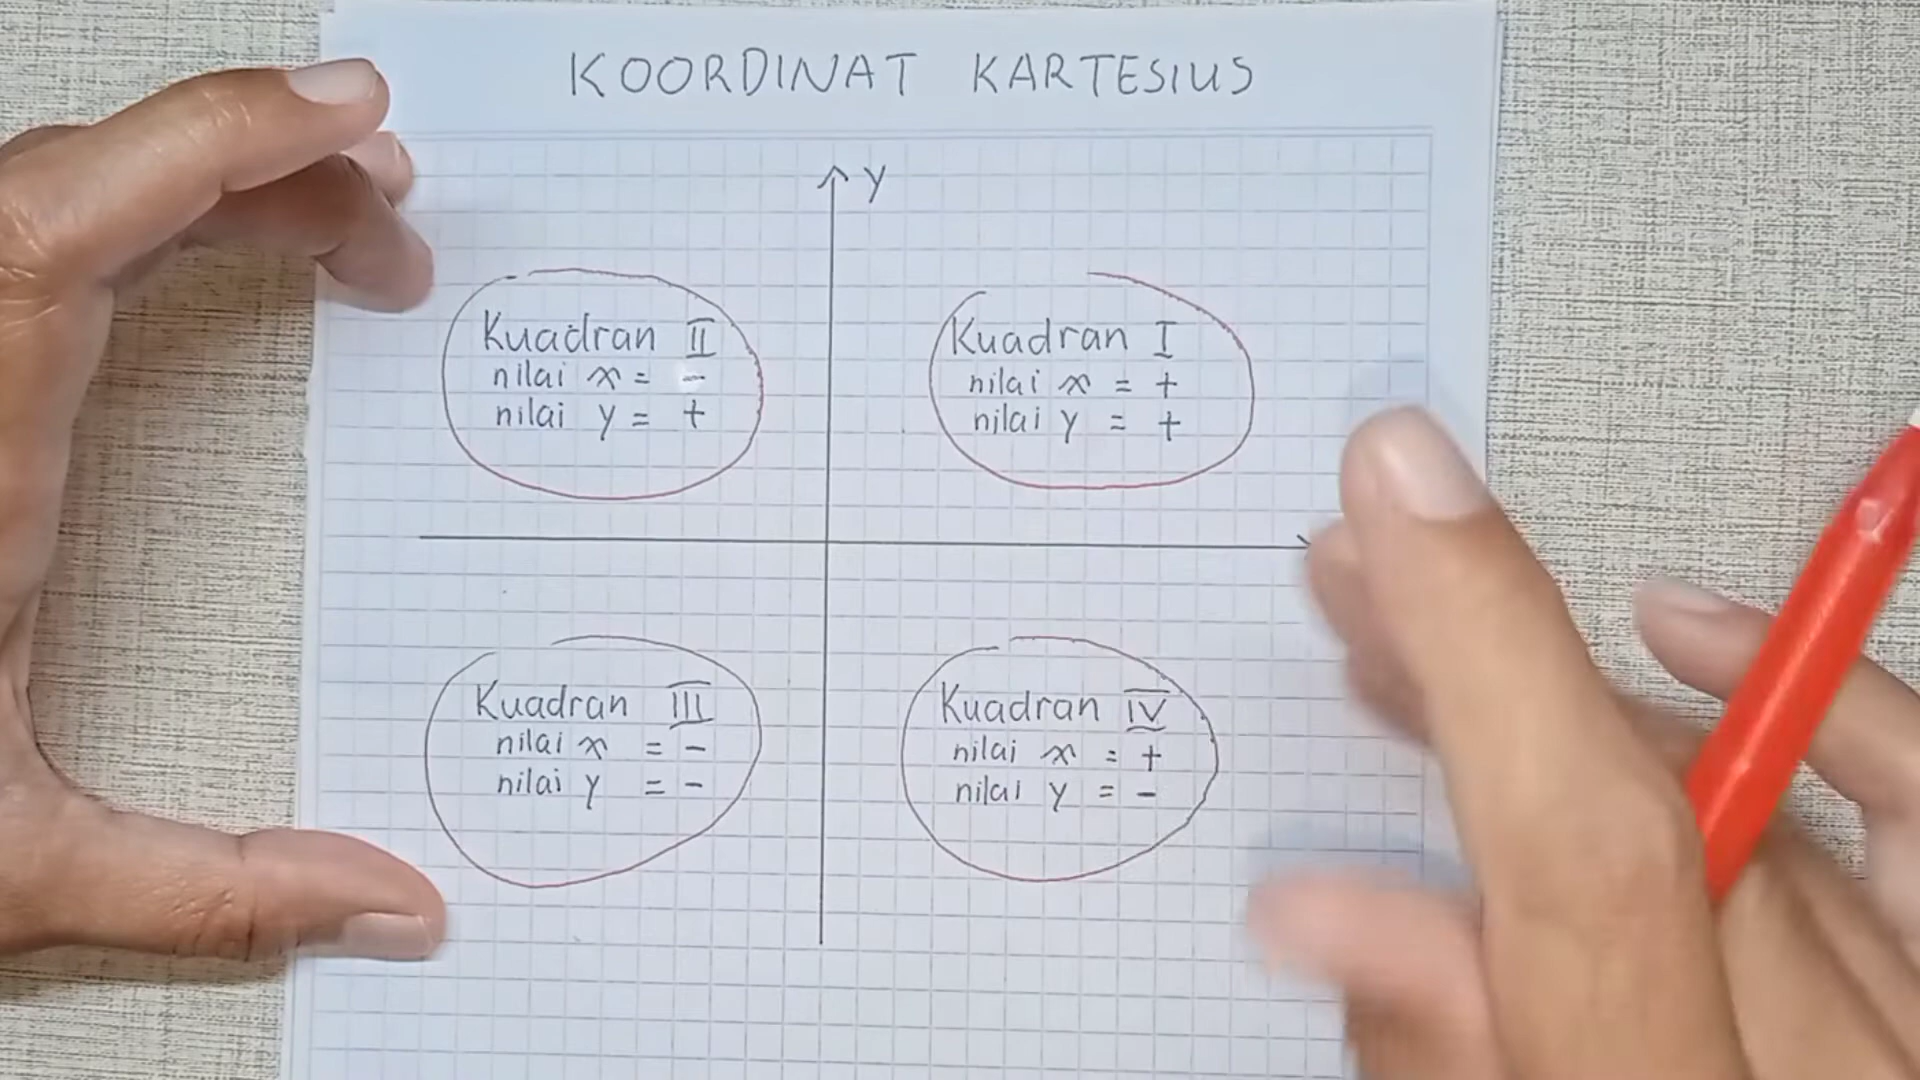 KOORDINAT KARTESIUS
y
Kuadran II
nilai x = -
nilai y = +
Kuadran I
nilai x = +
nilai y = +
Kuadran III
nilai x = -
nilai y = -
Kuadran IV
nilai x = +
nilai y = -